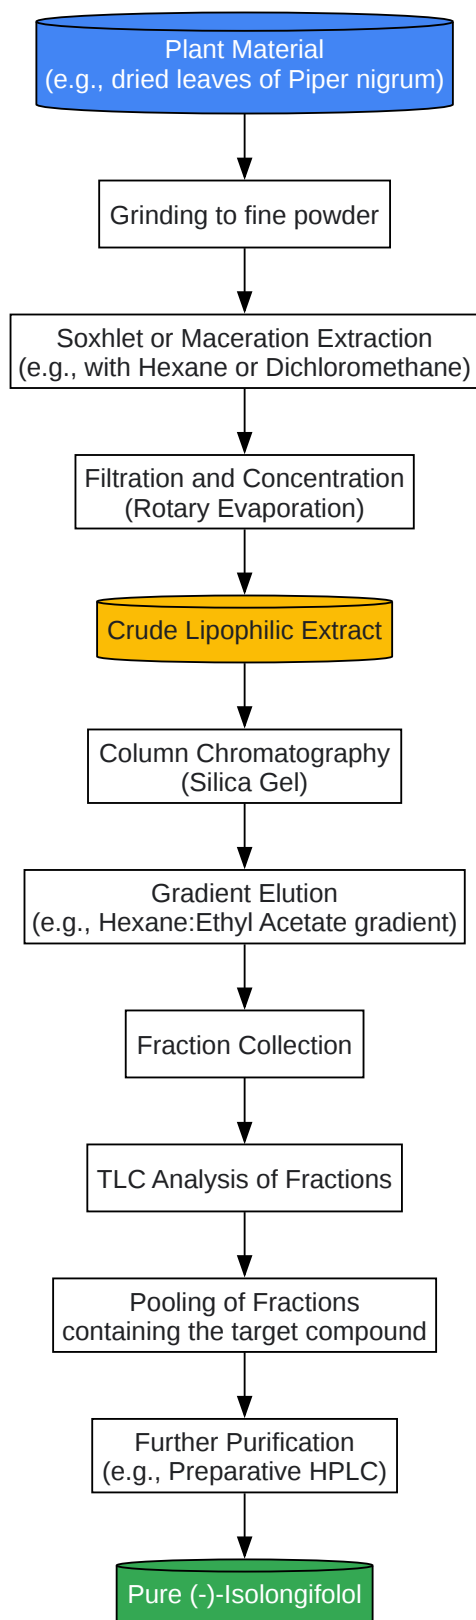 Plant Material
(e.g., dried leaves of Piper nigrum)
Grinding to fine powder
Soxhlet or Maceration Extraction
(e.g., with Hexane or Dichloromethane)
Filtration and Concentration
(Rotary Evaporation)
Crude Lipophilic Extract
Column Chromatography
(Silica Gel)
Gradient Elution
(e.g., Hexane:Ethyl Acetate gradient)
Fraction Collection
TLC Analysis of Fractions
Pooling of Fractions
containing the target compound
Further Purification
(e.g., Preparative HPLC)
Pure (-)-Isolongifolol